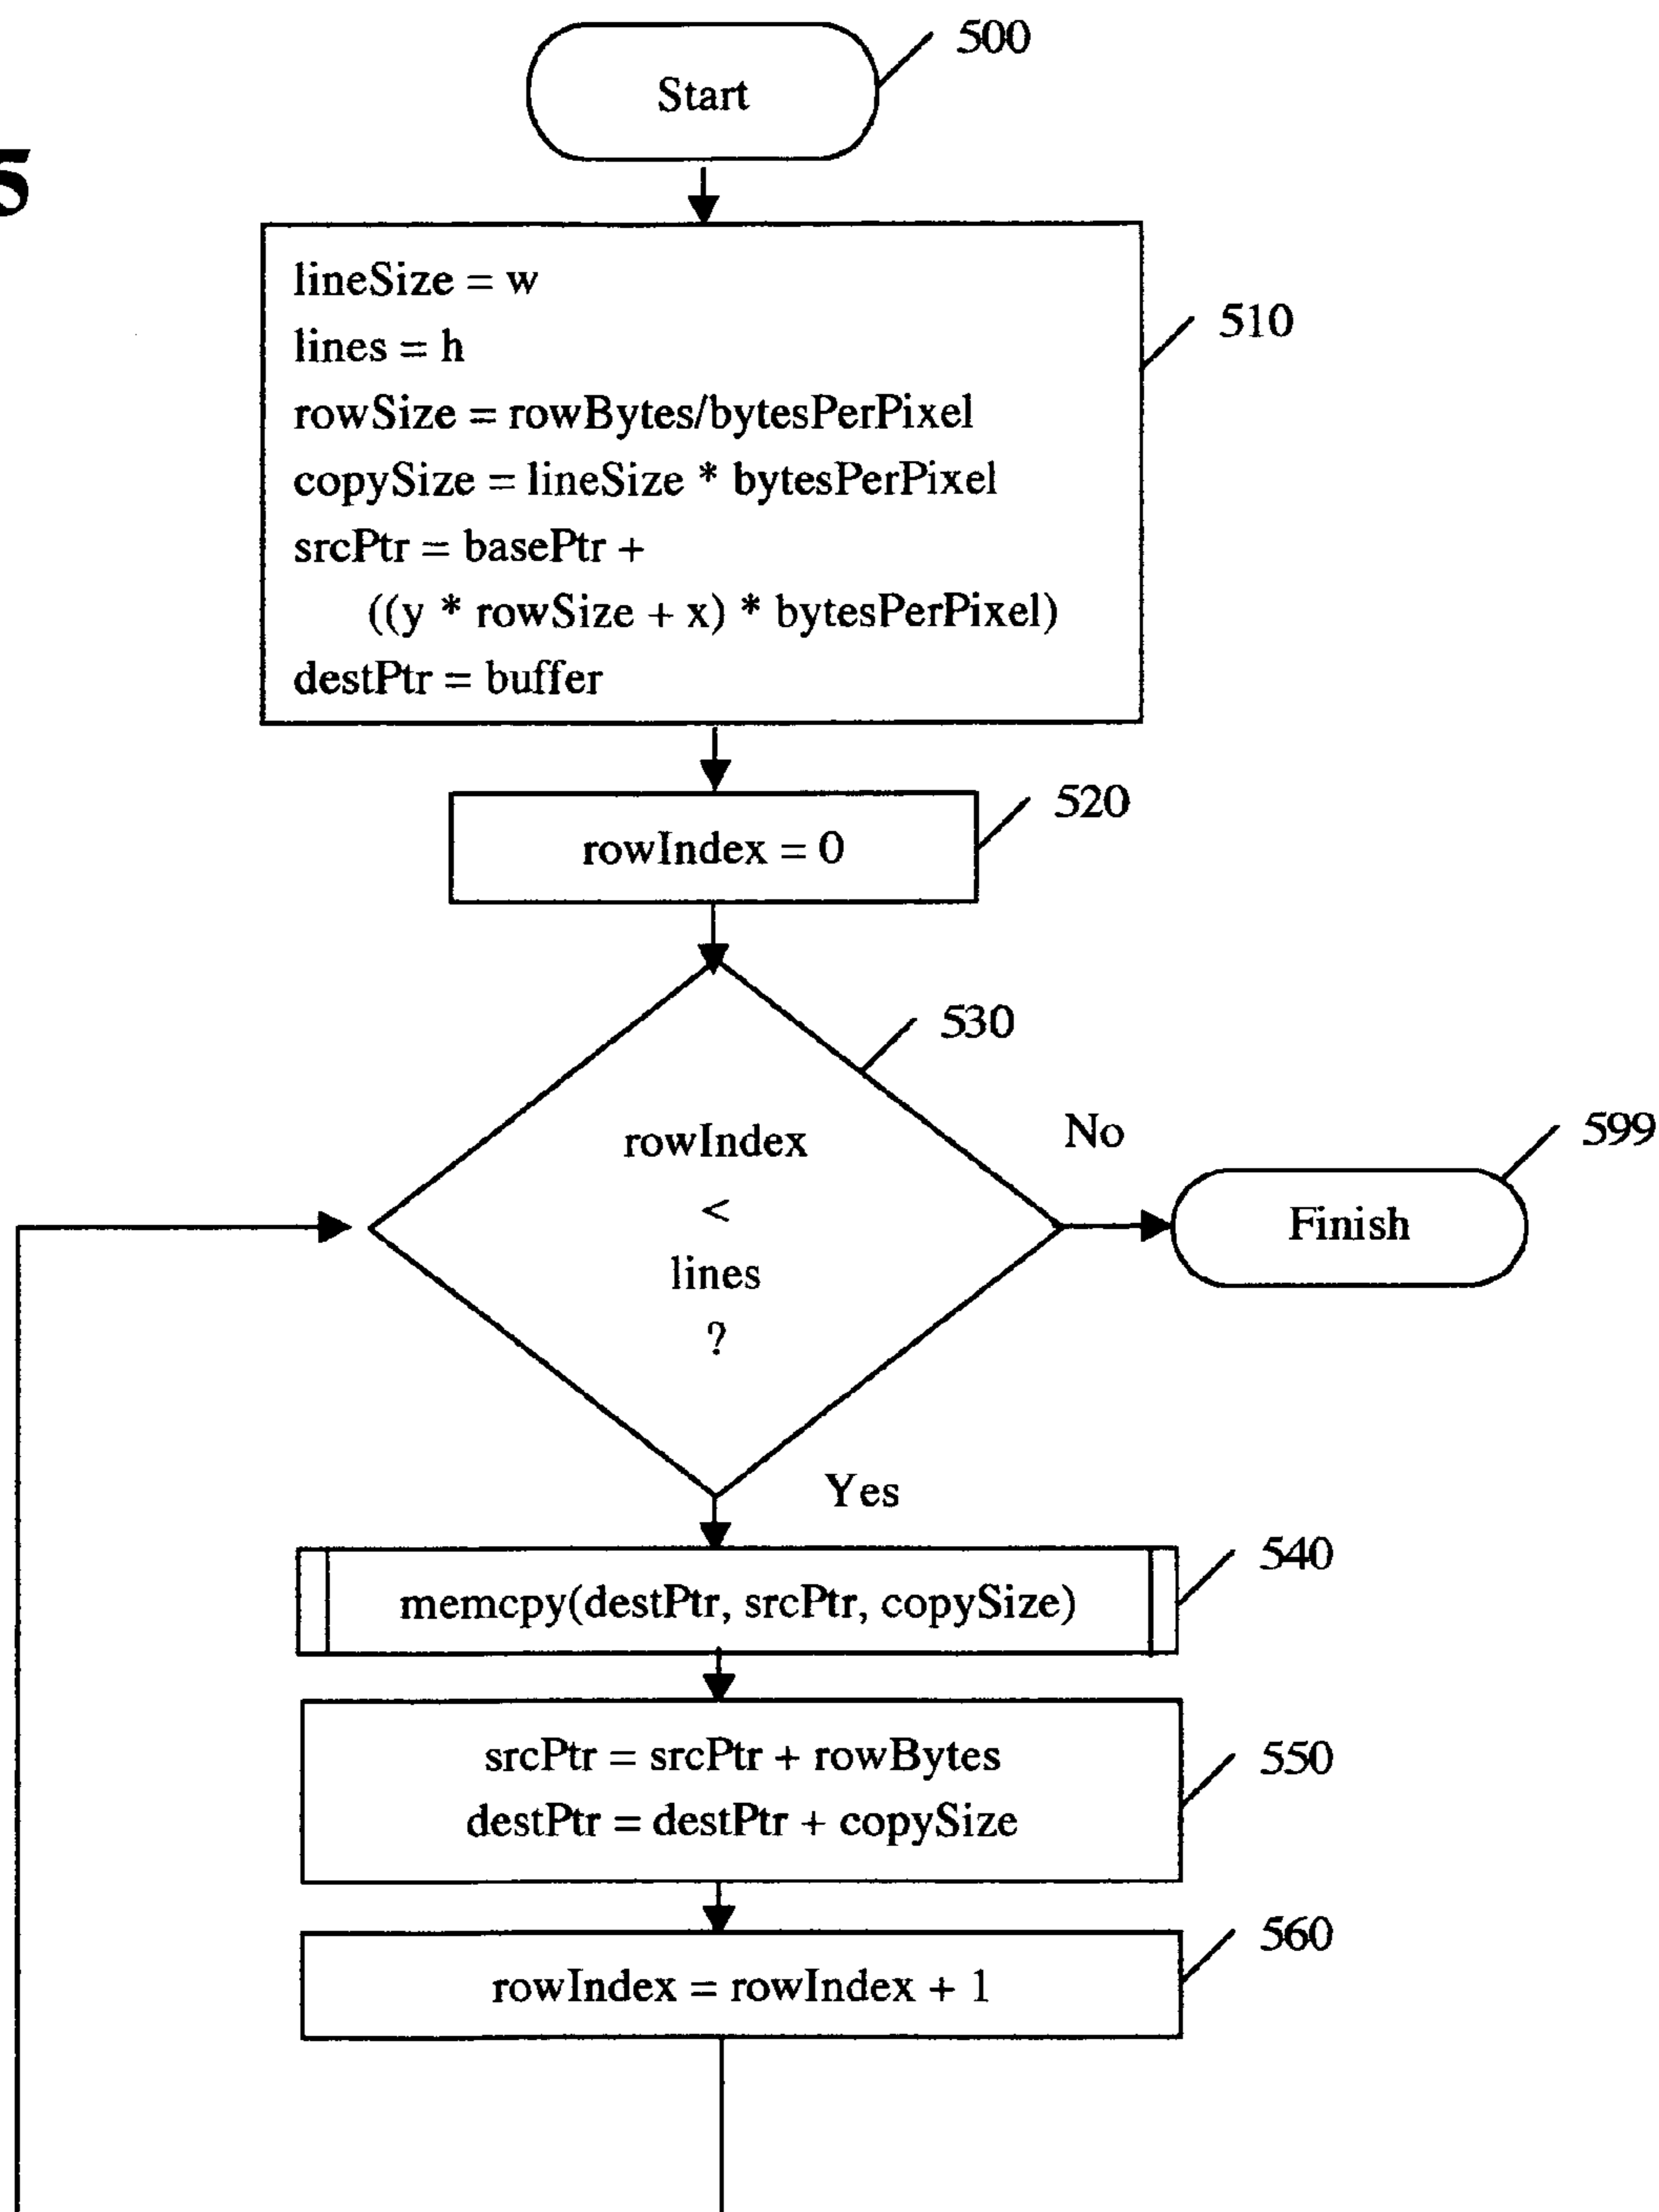 500
Start
5
lineSize = w
lines = h
rowSize = rowBytes/bytesPerPixel
copySize = lineSize * bytesPerPixel
srcPtr = basePtr +
((y * rowSize + x) * bytesPerPixel)
destPtr = buffer
510
520
rowIndex = 0
530
rowIndex
<
lines
?
No
599
Finish
Yes
540
memcpy(destPtr, srcPtr, copySize)
srcPtr = srcPtr + rowBytes
destPtr = destPtr + copySize
550
560
rowIndex = rowIndex + 1